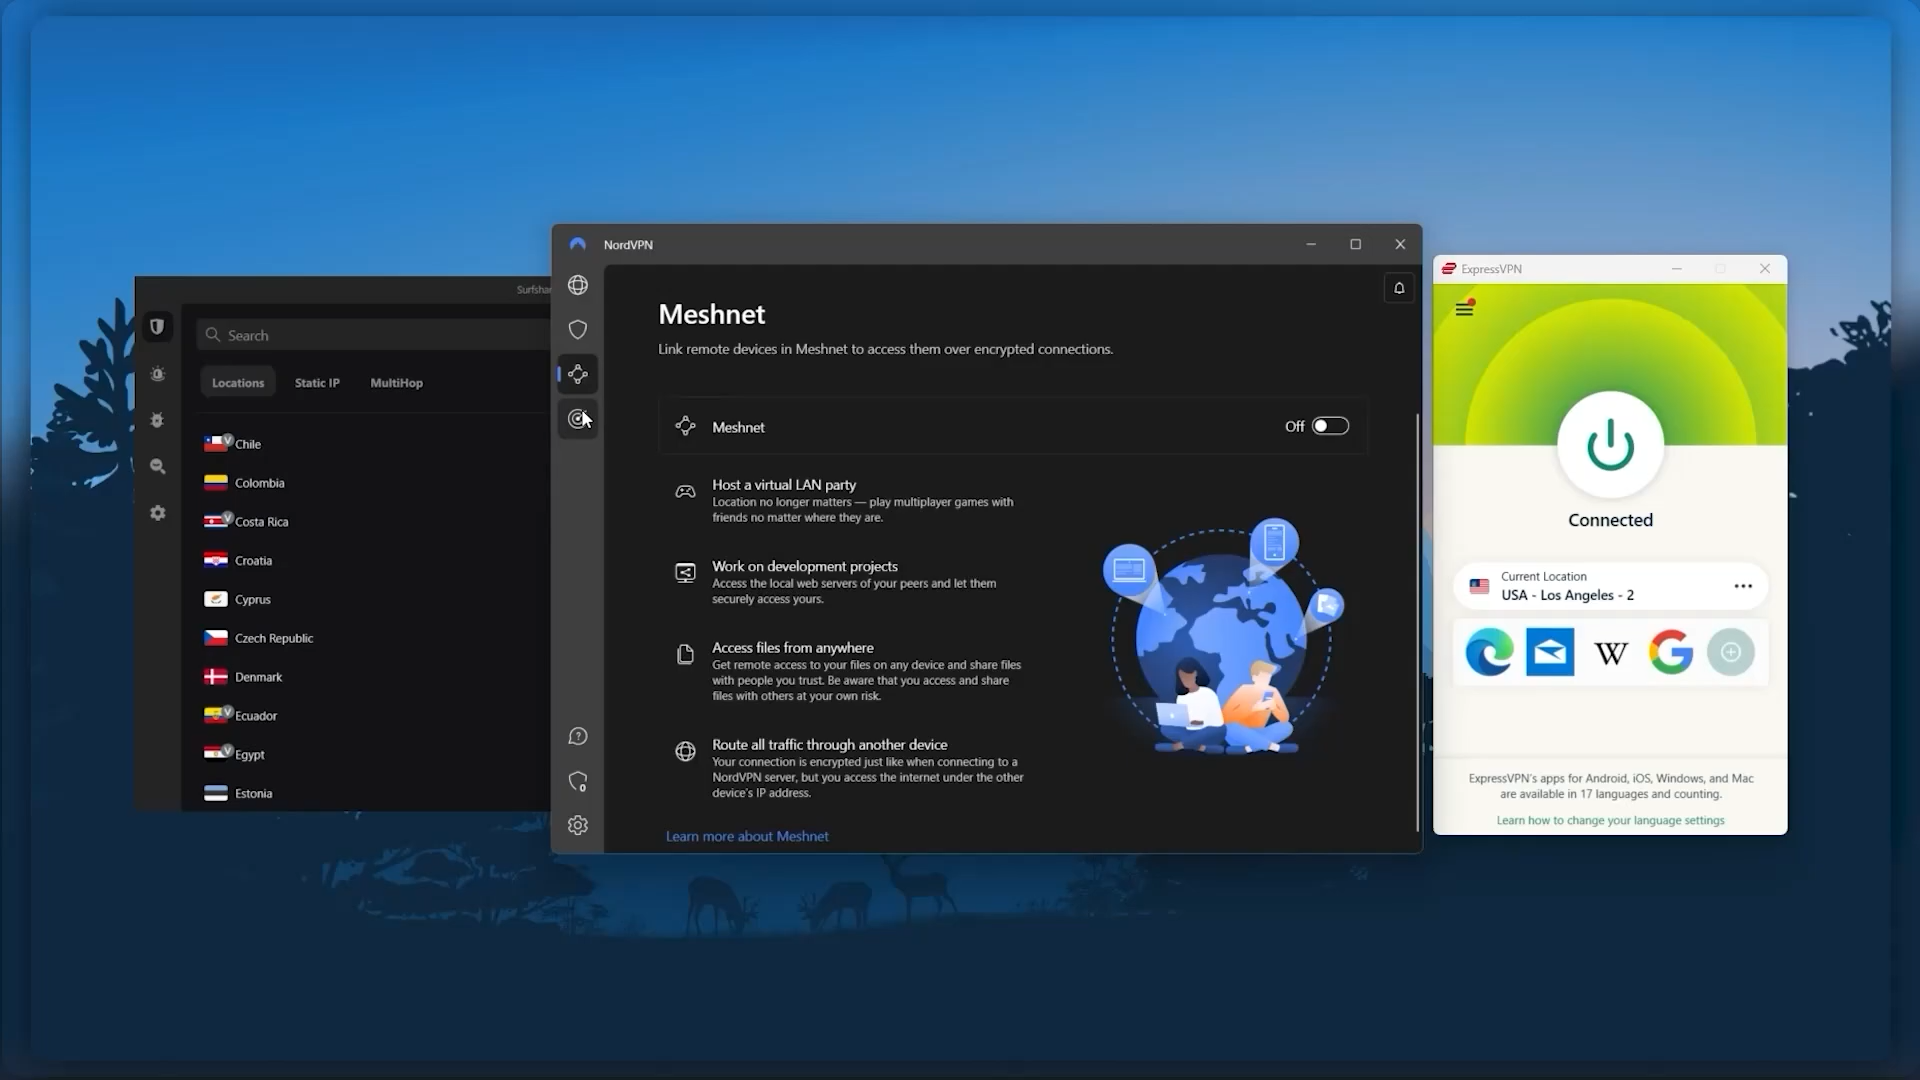 Surfshar
Search
Locations
Static IP
MultiHop
Chile
Colombia
Costa Rica
Croatia
Cyprus
Czech Republic
Denmark
Ecuador
Egypt
Estonia
NordVPN
Meshnet
Link remote devices in Meshnet to access them over encrypted connections.
Meshnet
Off
Host a virtual LAN party
Location no longer matters — play multiplayer games with
friends no matter where they are.
Work on development projects
Access the local web servers of your peers and let them
securely access yours.
Access files from anywhere
Get remote access to your files on any device and share files
with people you trust. Be aware that you access and share
files with others at your own risk.
Route all traffic through another device
Your connection is encrypted just like when connecting to a
NordVPN server, but you access the internet under the other
device's IP address.
Learn more about Meshnet
ExpressVPN
Connected
Current Location
USA - Los Angeles - 2
W
G
ExpressVPN's apps for Android, iOS, Windows, and Mac
are available in 17 languages and counting.
Learn how to change your language settings